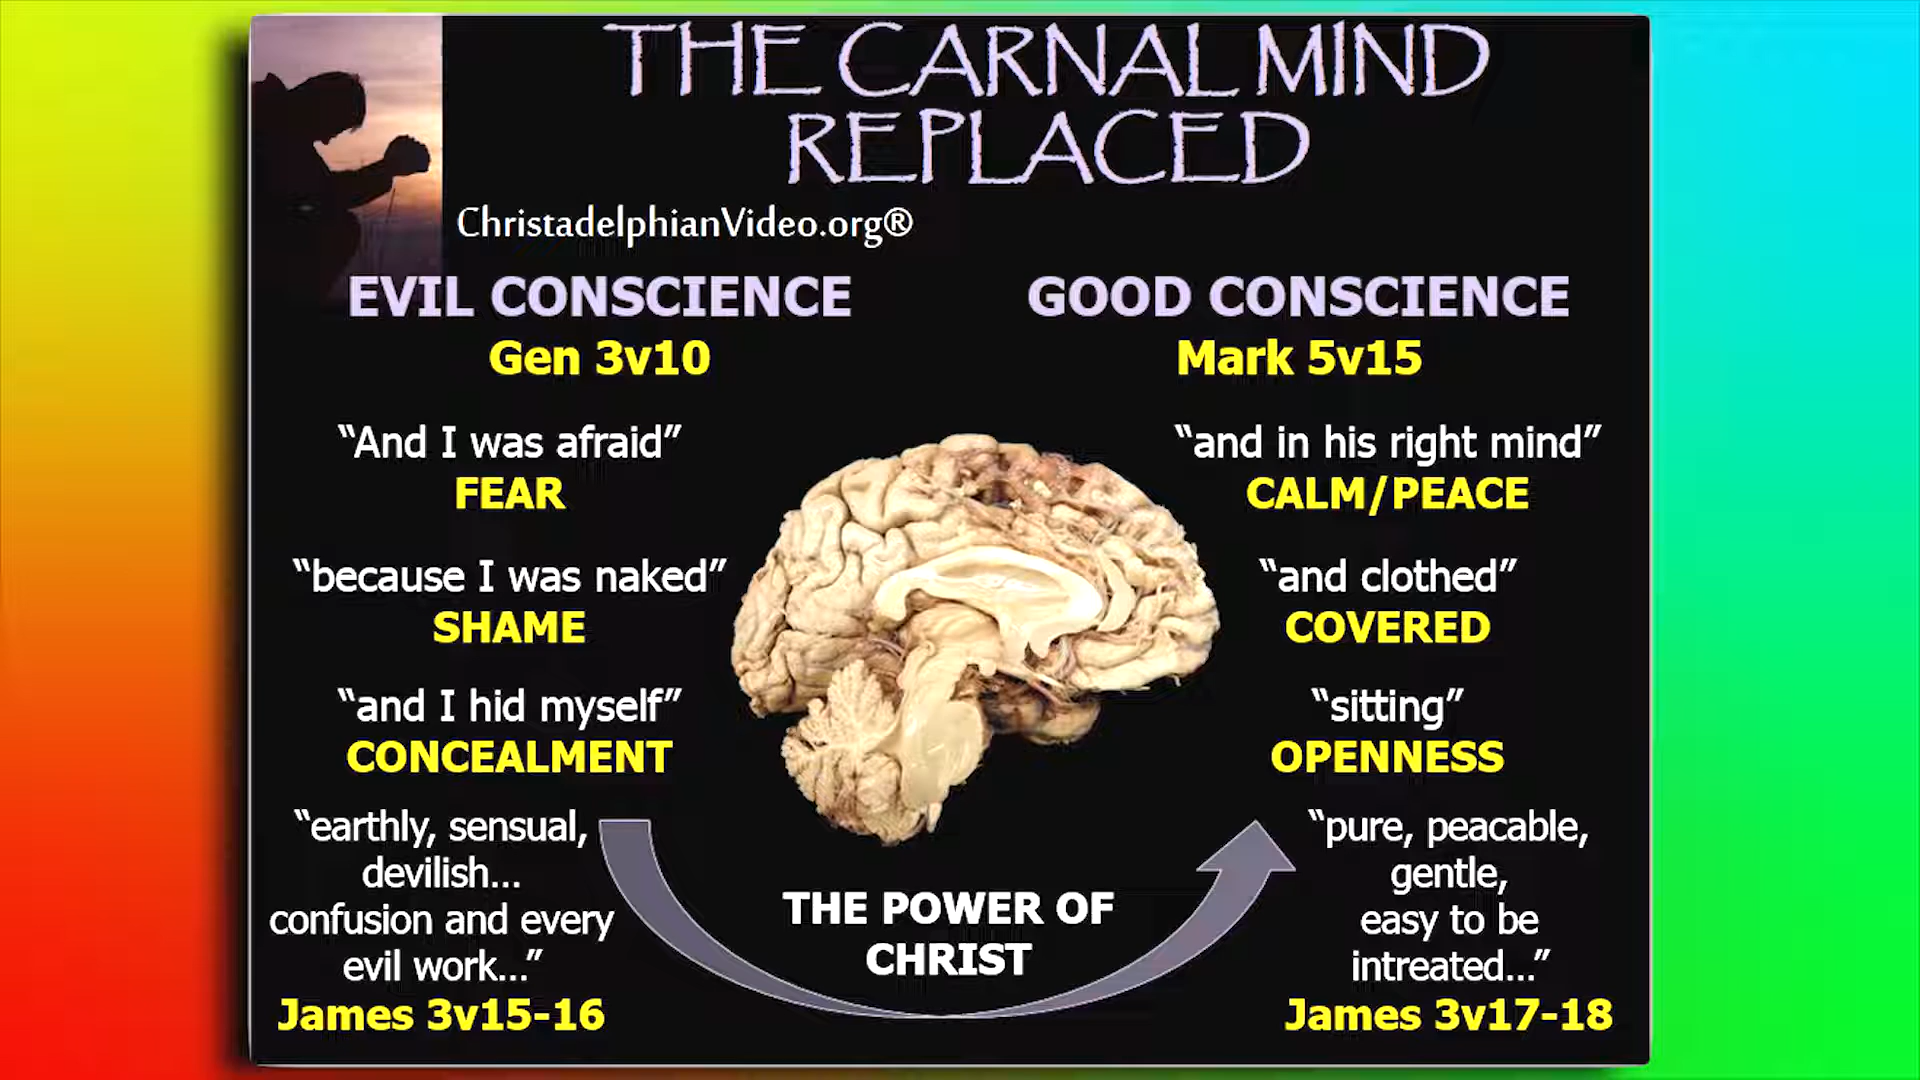 THE CARNAL MIND
REPLACED
ChristadelphianVideo.org®
EVIL CONSCIENCE
Gen 3v10
“And I was afraid”
FEAR
“because I was naked”
SHAME
“and I hid myself”
CONCEALMENT
“earthly, sensual,
devilish...
confusion and every
evil work...”
James 3v15-16
THE POWER OF
CHRIST
GOOD CONSCIENCE
Mark 5v15
“and in his right mind”
CALM/PEACE
“and clothed”
COVERED
“sitting”
OPENNESS
“pure, peacable,
gentle,
easy to be
intreated...”
James 3v17-18